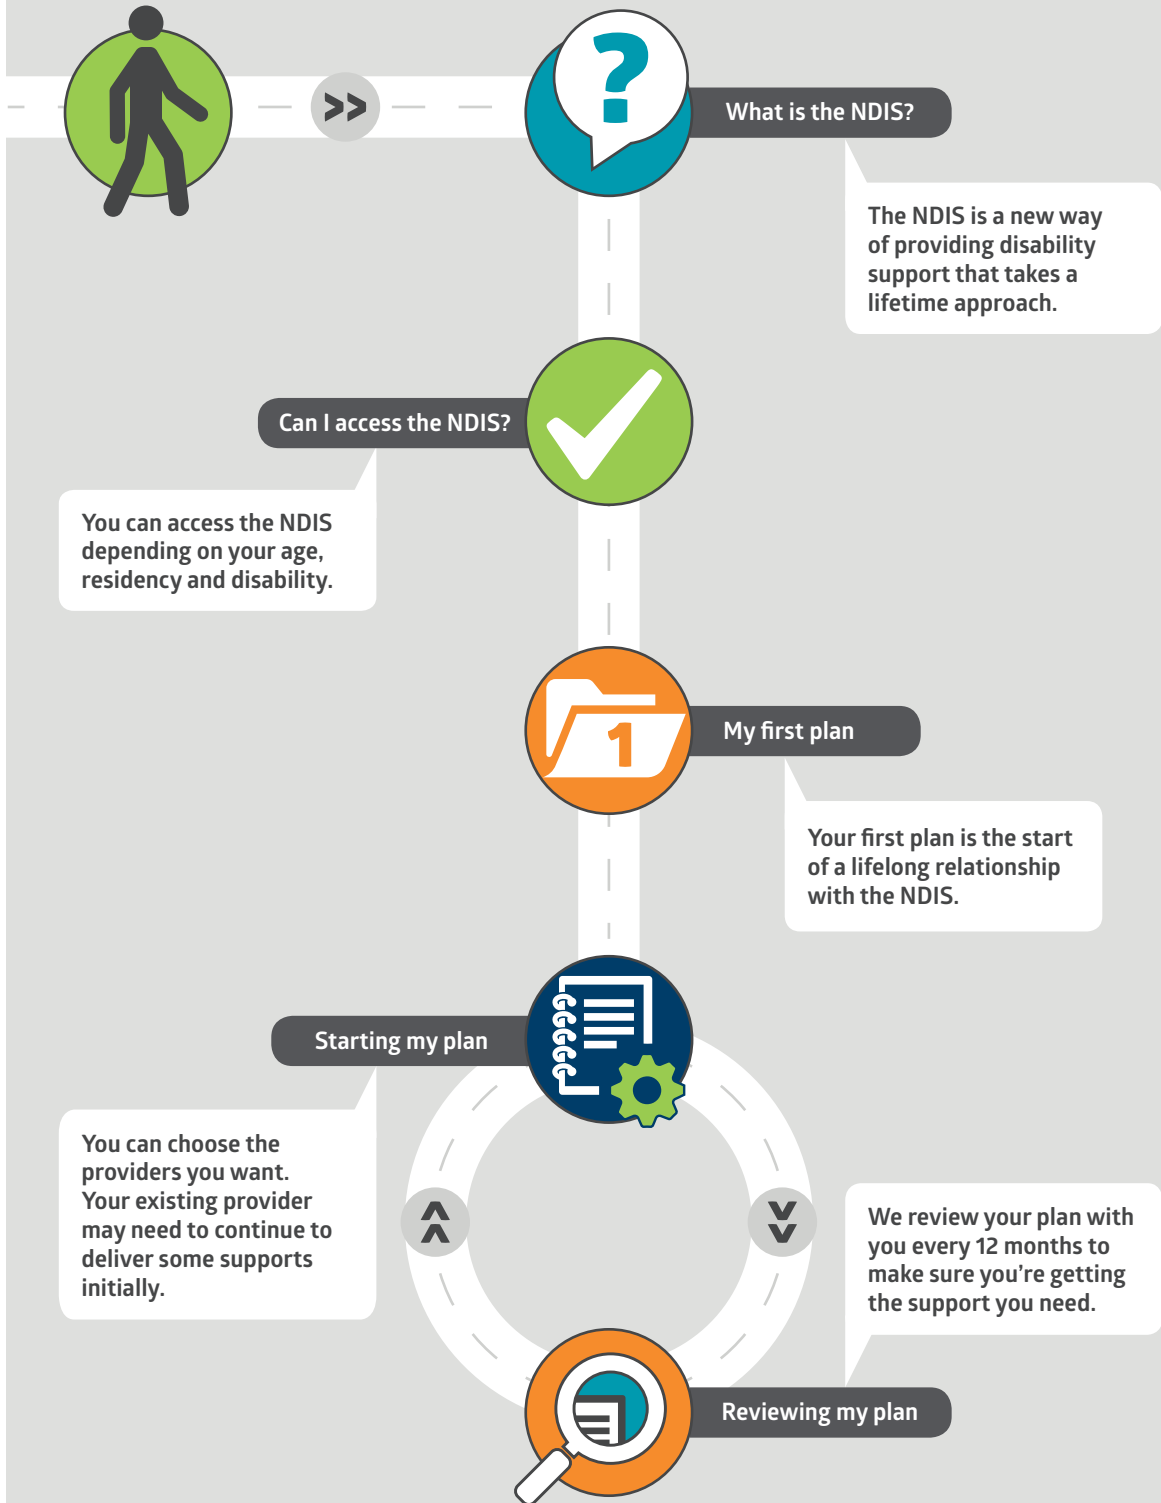 ?
What is the NDIS?
The NDIS is a new way
of providing disability
support that takes a
lifetime approach.
Can I access the NDIS?
You can access the NDIS
depending on your age,
residency and disability.
1
My first plan
Your first plan is the start
of a lifelong relationship
with the NDIS.
Starting my plan
You can choose the
providers you want.
Your existing provider
may need to continue to
deliver some supports
initially.
We review your plan with
you every 12 months to
make sure you’re getting
the support you need.
Reviewing my plan